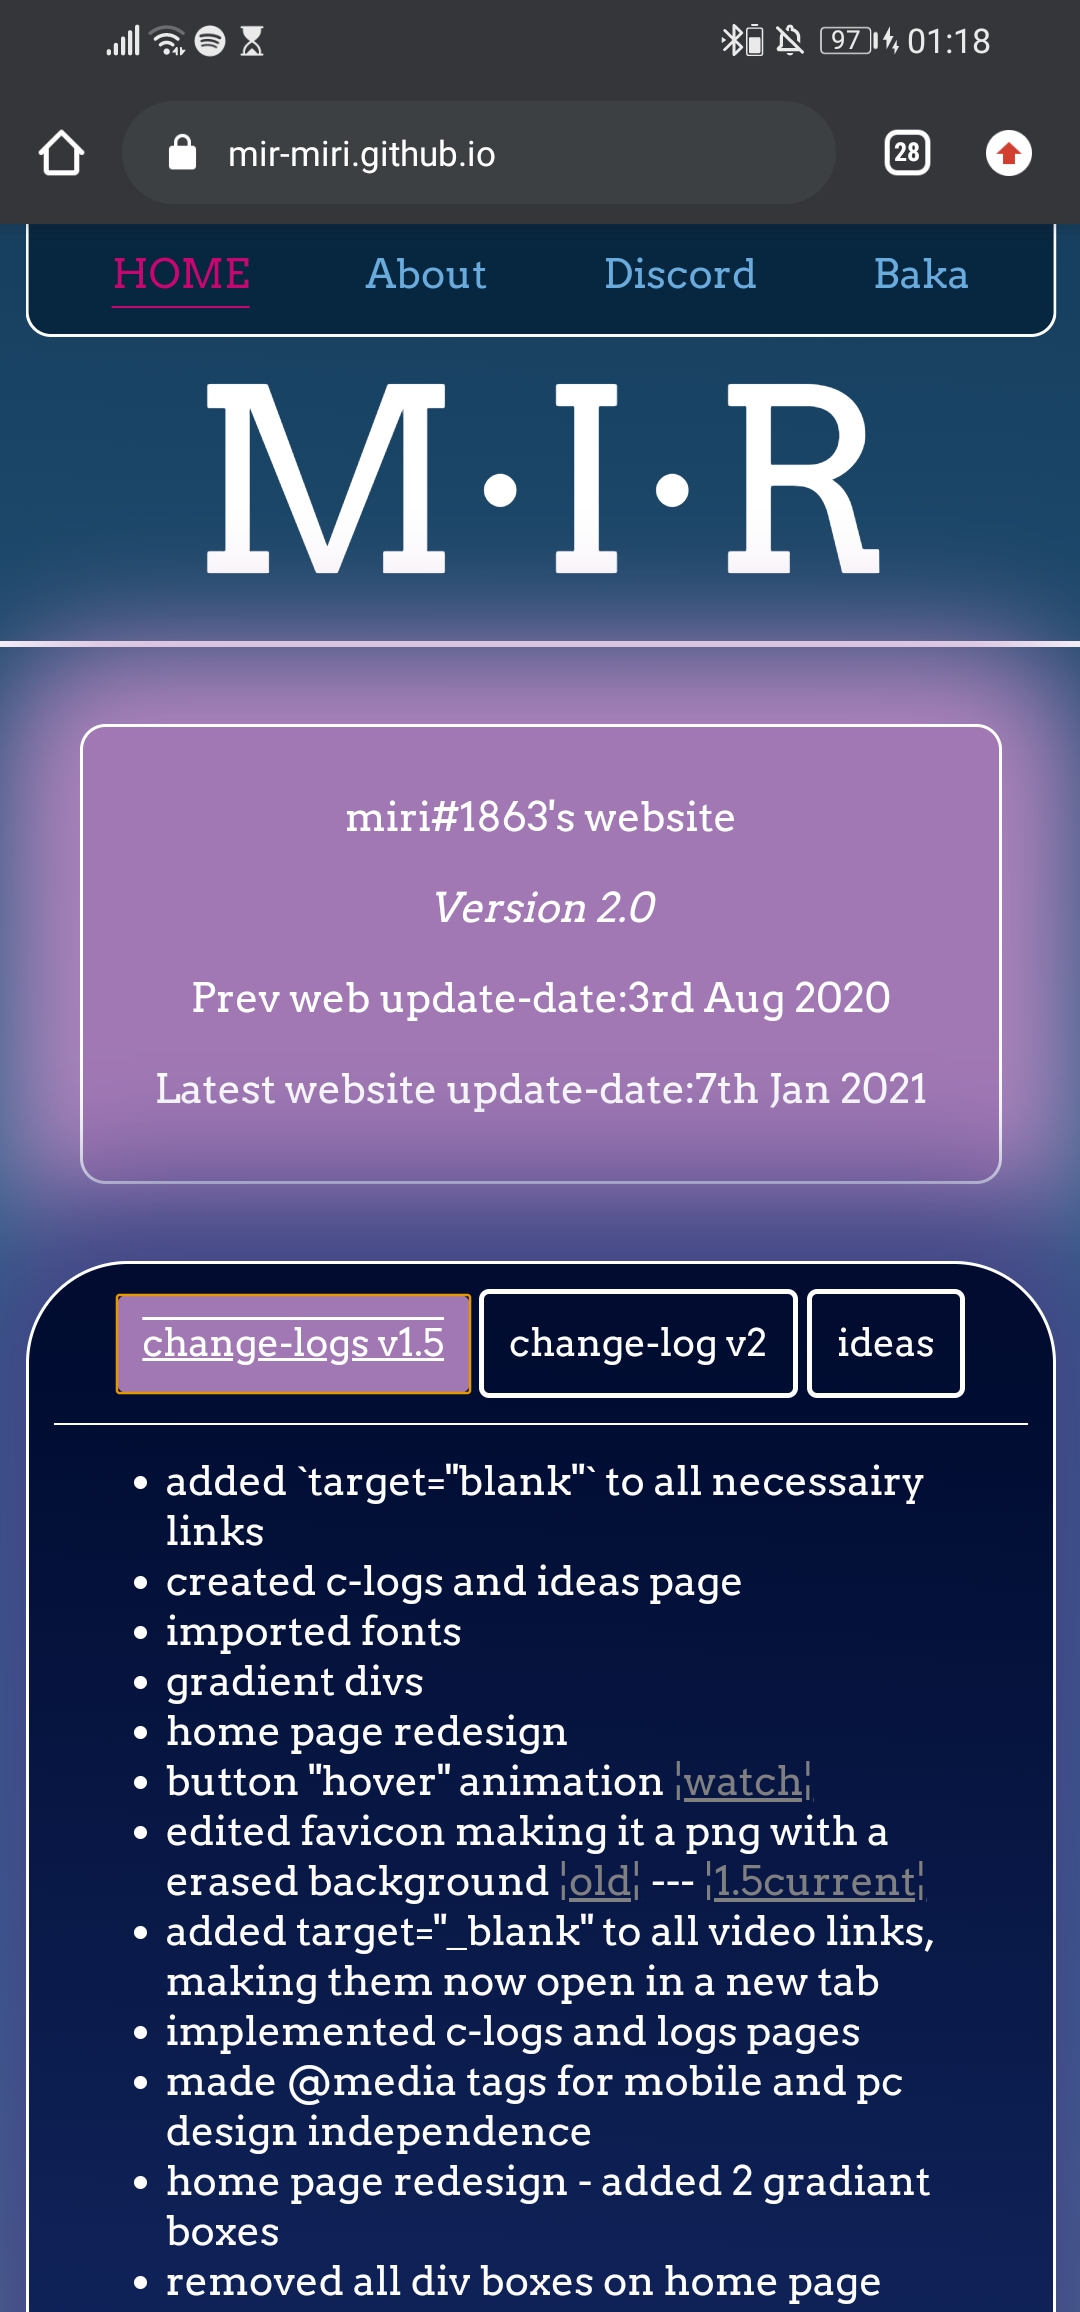 97 01:18
mir-miri.github.io 28
HOME About Discord Baka
M·I·R
miri#1863's website
Version 2.0
Prev web update-date:3rd Aug 2020
Latest website update-date:7th Jan 2021
change-logs v1.5 change-log v2 ideas
• added `target="blank"` to all necessairy
links
• created c-logs and ideas page
• imported fonts
• gradient divs
• home page redesign
• button "hover" animation ¦watch¦
• edited favicon making it a png with a
erased background ¦old¦ --- ¦1.5current¦
• added target="_blank" to all video links,
making them now open in a new tab
• implemented c-logs and logs pages
• made @media tags for mobile and pc
design independence
• home page redesign - added 2 gradiant
boxes
• removed all div boxes on home page